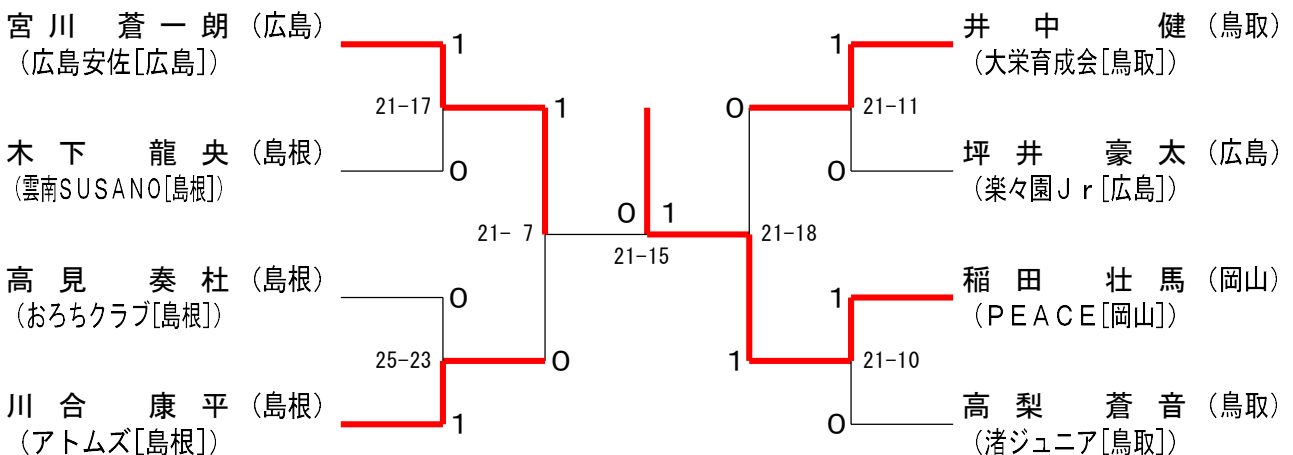 宮川 蒼一朗 (広島)
(広島安佐[広島])
1
21-17
1
木下 龍央 (島根)
(雲南SUSANO[島根])
0
21- 7
高見 奏杜 (島根)
(おろちクラブ[島根])
0
25-23
0
川合 康平 (島根)
(アトムズ[島根])
1
0 1
21-15
井中 健 (鳥取)
(大栄育成会[鳥取])
1
0
21-11
坪井 豪太 (広島)
(楽々園Jr[広島])
0
21-18
稲田 壮馬 (岡山)
(PEACE[岡山])
1
1
21-10
高梨 蒼音 (鳥取)
(渚ジュニア[鳥取])
0